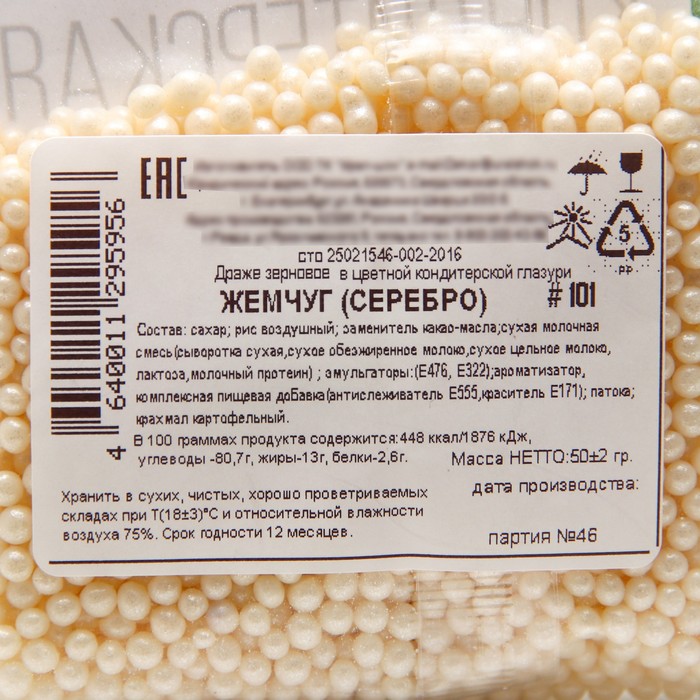 ЕАС
сто 25021546-002-2016
Драже зерновое в цветной кондитерской глазури
ЖЕМЧУГ (СЕРЕБРО) #101
Состав: сахар; рис воздушный; заменитель какао-масла;сухая молочная
смесь(сыворотка сухая,сухое обезжиренное молоко,сухое цельное молоко,
лактоза,молочный протеин) ; эмульгаторы:(Е476, Е322);ароматизатор,
комплексная пищевая добавка(антислеживатель Е555,краситель Е171); патока;
крахмал картофельный.
В 100 граммах продукта содержится:448 ккал/1876 кДж,
углеводы -80,7г, жиры-13г, белки-2,6г.
Масса НЕТТО:50±2 гр.
дата производства:
Хранить в сухих, чистых, хорошо проветриваемых
складах при Т(18±3)°С и относительной влажности
воздуха 75%. Срок годности 12 месяцев.
партия №46
4 640011 295956
5
PP